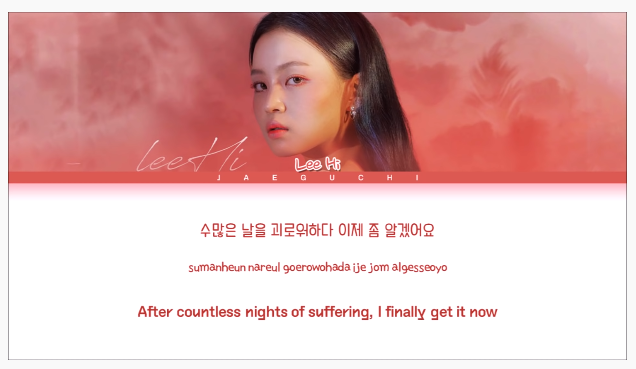 leeHi
Lee Hi
JAEGUCHI
수많은 날을 괴로워하다 이제 좀 알겠어요
sumanheun nareul goerowohada ije jom algesseoyo
After countless nights of suffering, I finally get it now